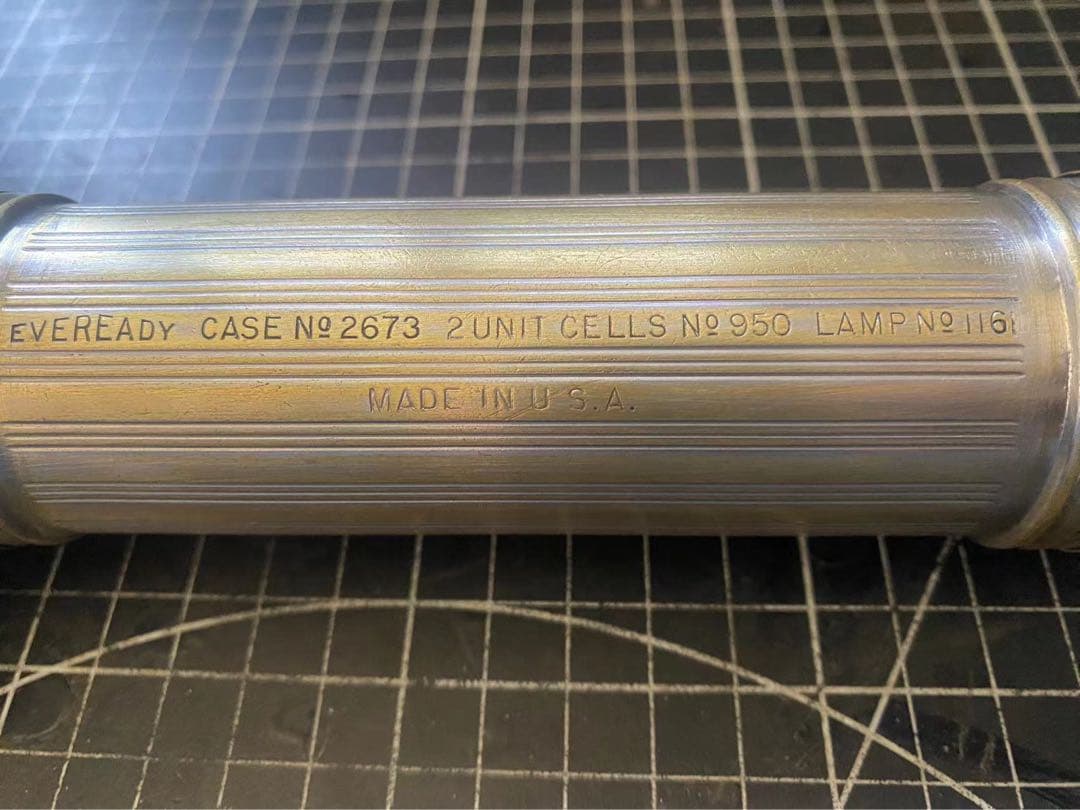 EVEREADY CASE Nº 2673 2 UNIT CELLS Nº 950 LAMP Nº 1161
MADE IN U S.A.